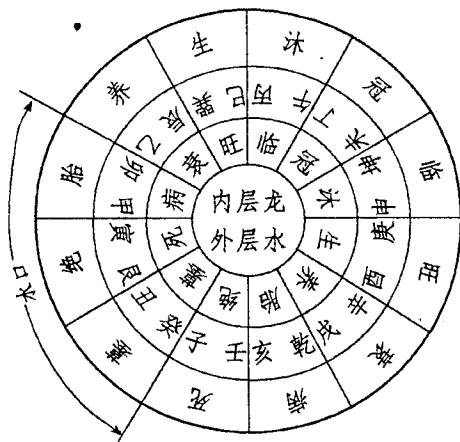 生 沐 冠 临 旺 衰 病 死 墓 绝 胎 养
巽 巳 丙 午 丁 未 坤 申 庚 酉 辛 戌 乾 亥 壬 子 癸 丑 艮 寅 甲 卯 乙 辰
旺 临 冠 沐 生 养 胎 绝 墓 死 病 衰
内层龙
外层水
水口